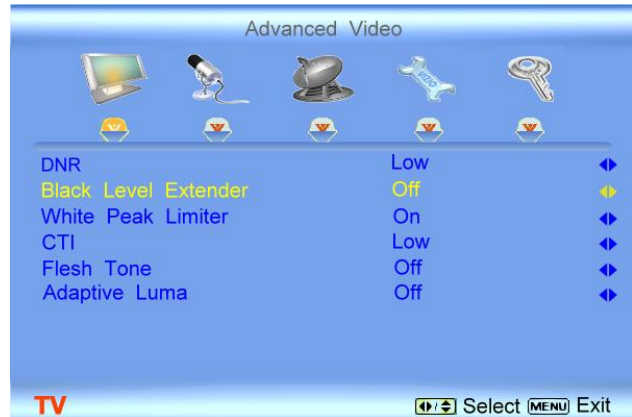 Advanced Video
VIZIO
DNR Low
Black Level Extender Off
White Peak Limiter On
CTI Low
Flesh Tone Off
Adaptive Luma Off
TV Select MENU Exit